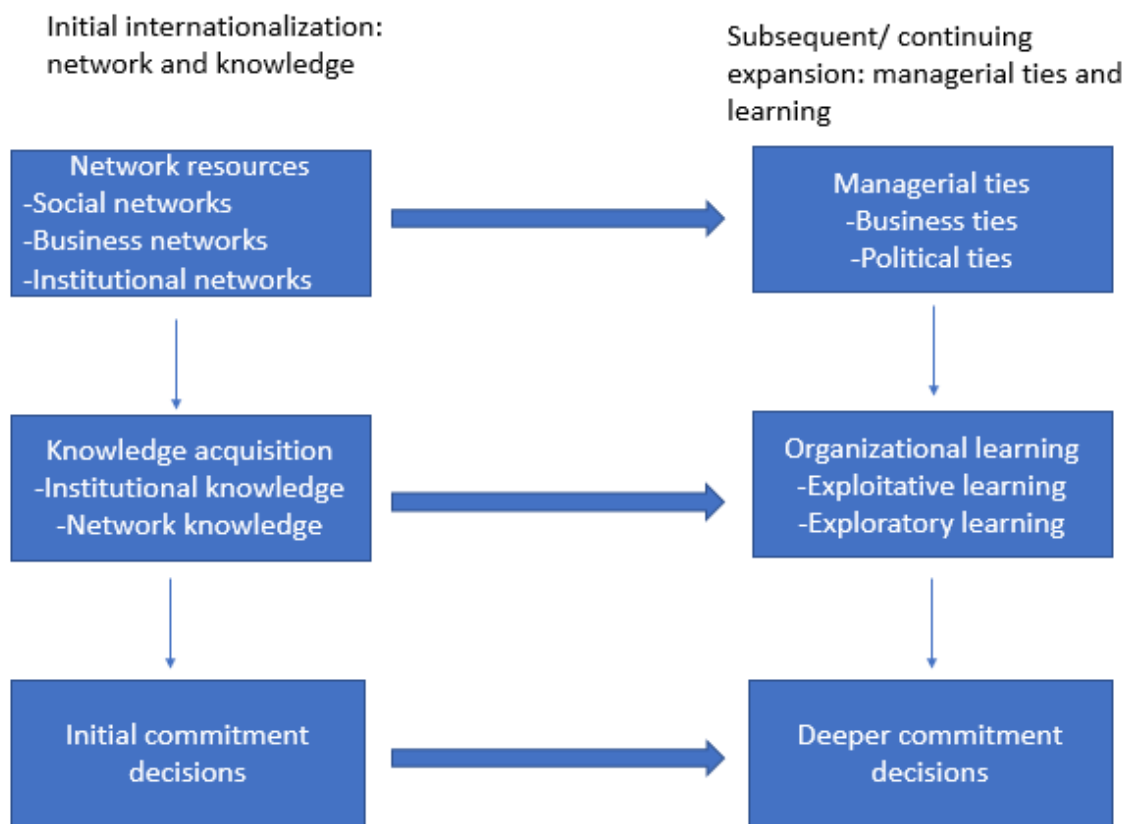 Initial internationalization:
network and knowledge
Subsequent/ continuing
expansion: managerial ties and
learning
Network resources
-Social networks
-Business networks
-Institutional networks
Managerial ties
-Business ties
-Political ties
Knowledge acquisition
-Institutional knowledge
-Network knowledge
Organizational learning
-Exploitative learning
-Exploratory learning
Initial commitment
decisions
Deeper commitment
decisions